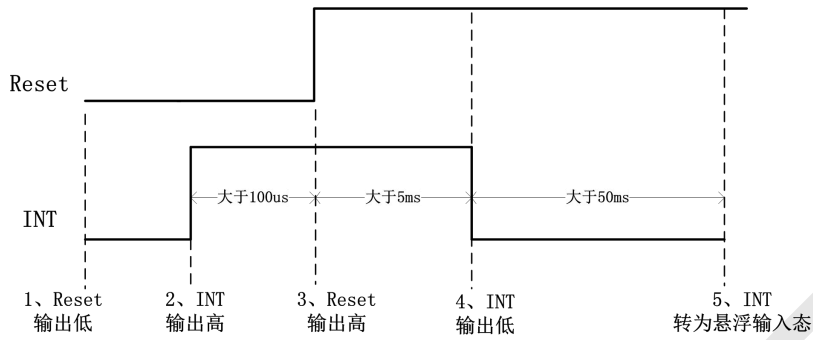 Reset
大于100us
大于5ms
大于50ms
INT
1、Reset
输出低
2、INT
输出高
3、Reset
输出高
4、INT
输出低
5、INT
转为悬浮输入态